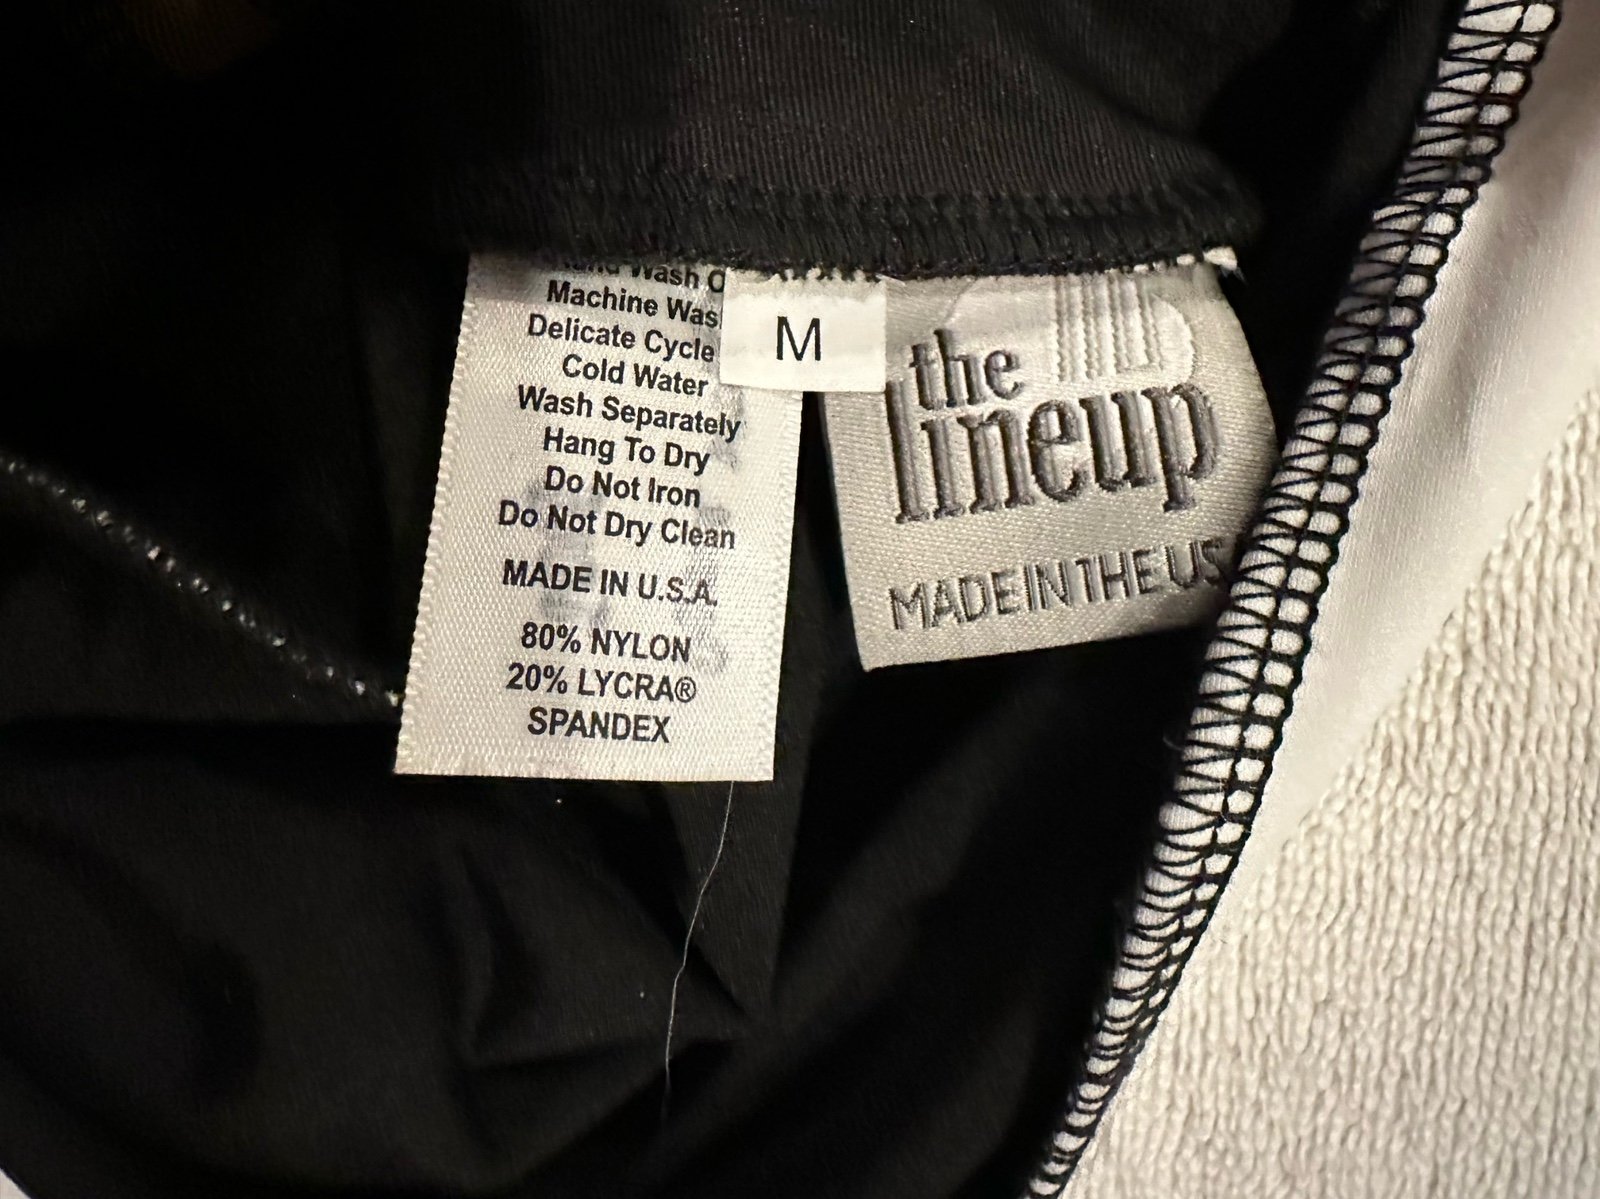 Wash
Machine
Delicate Cycle
Cold Water
Wash Separately
Hang To Dry
Do Not Iron
Do Not Dry Clean
MADE IN U.S.A.
80% NYLON
20% LYCRA®
SPANDEX
M
the
lineup
MADE IN THE US